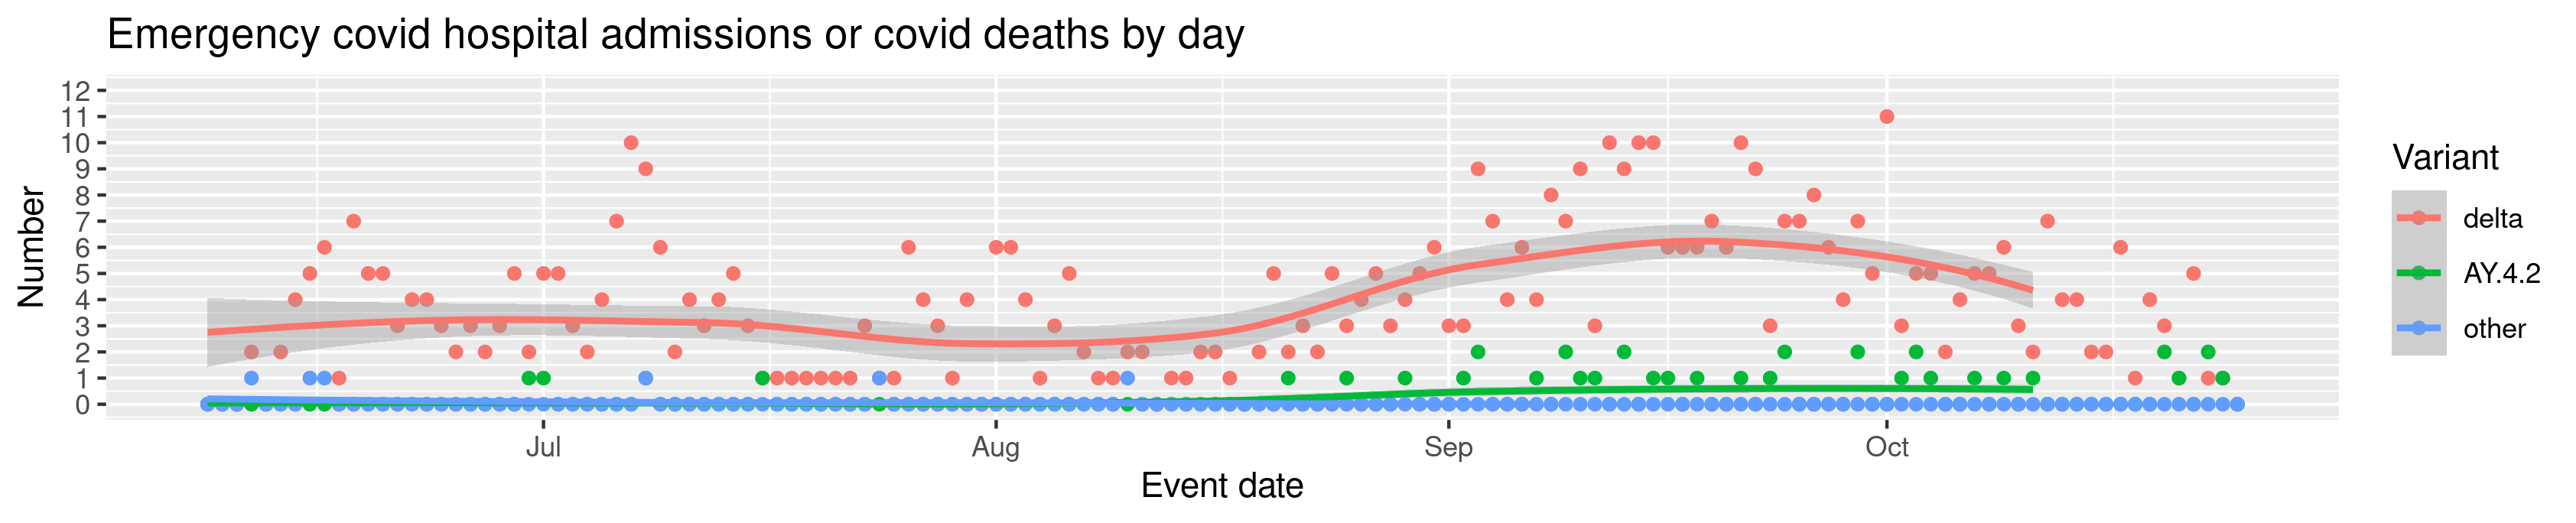 Emergency covid hospital admissions or covid deaths by day
Number
12
11
10
9
8
7
6
5
4
3
2
1
0
Jul
Aug
Sep
Oct
Event date
Variant
delta
AY.4.2
other